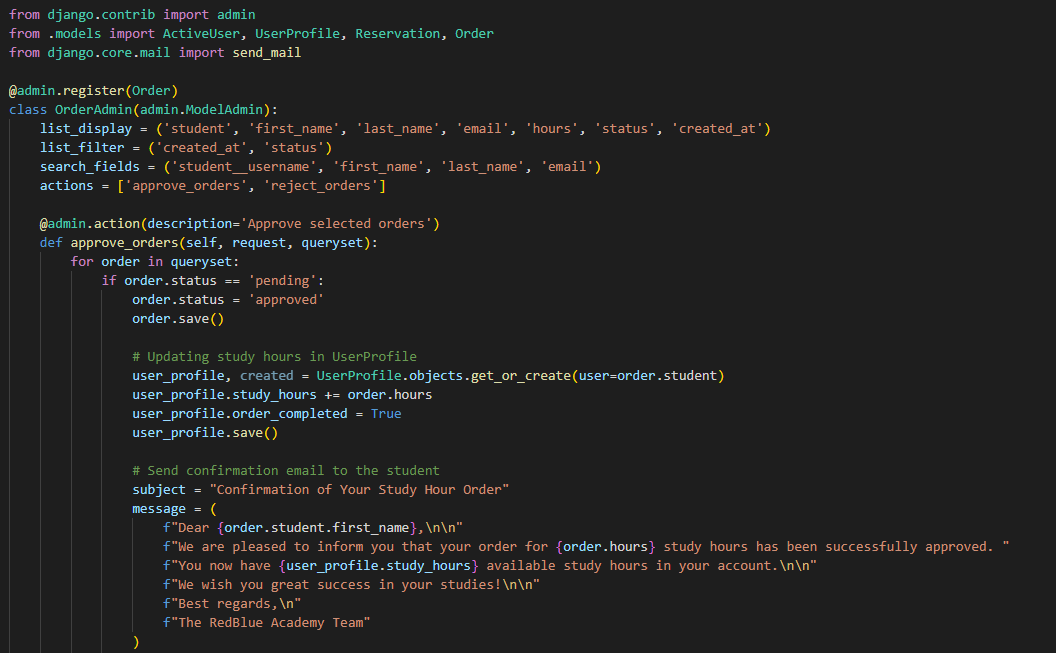 from django.contrib import admin
from .models import ActiveUser, UserProfile, Reservation, Order
from django.core.mail import send_mail

@admin.register(Order)
class OrderAdmin(admin.ModelAdmin):
    list_display = ('student', 'first_name', 'last_name', 'email', 'hours', 'status', 'created_at')
    list_filter = ('created_at', 'status')
    search_fields = ('student__username', 'first_name', 'last_name', 'email')
    actions = ['approve_orders', 'reject_orders']

    @admin.action(description='Approve selected orders')
    def approve_orders(self, request, queryset):
        for order in queryset:
            if order.status == 'pending':
                order.status = 'approved'
                order.save()

                # Updating study hours in UserProfile
                user_profile, created = UserProfile.objects.get_or_create(user=order.student)
                user_profile.study_hours += order.hours
                user_profile.order_completed = True
                user_profile.save()

                # Send confirmation email to the student
                subject = "Confirmation of Your Study Hour Order"
                message = (
                    f"Dear {order.student.first_name},\n\n"
                    f"We are pleased to inform you that your order for {order.hours} study hours has been successfully approved. "
                    f"You now have {user_profile.study_hours} available study hours in your account.\n\n"
                    f"We wish you great success in your studies!\n\n"
                    f"Best regards,\n"
                    f"The RedBlue Academy Team"
                )